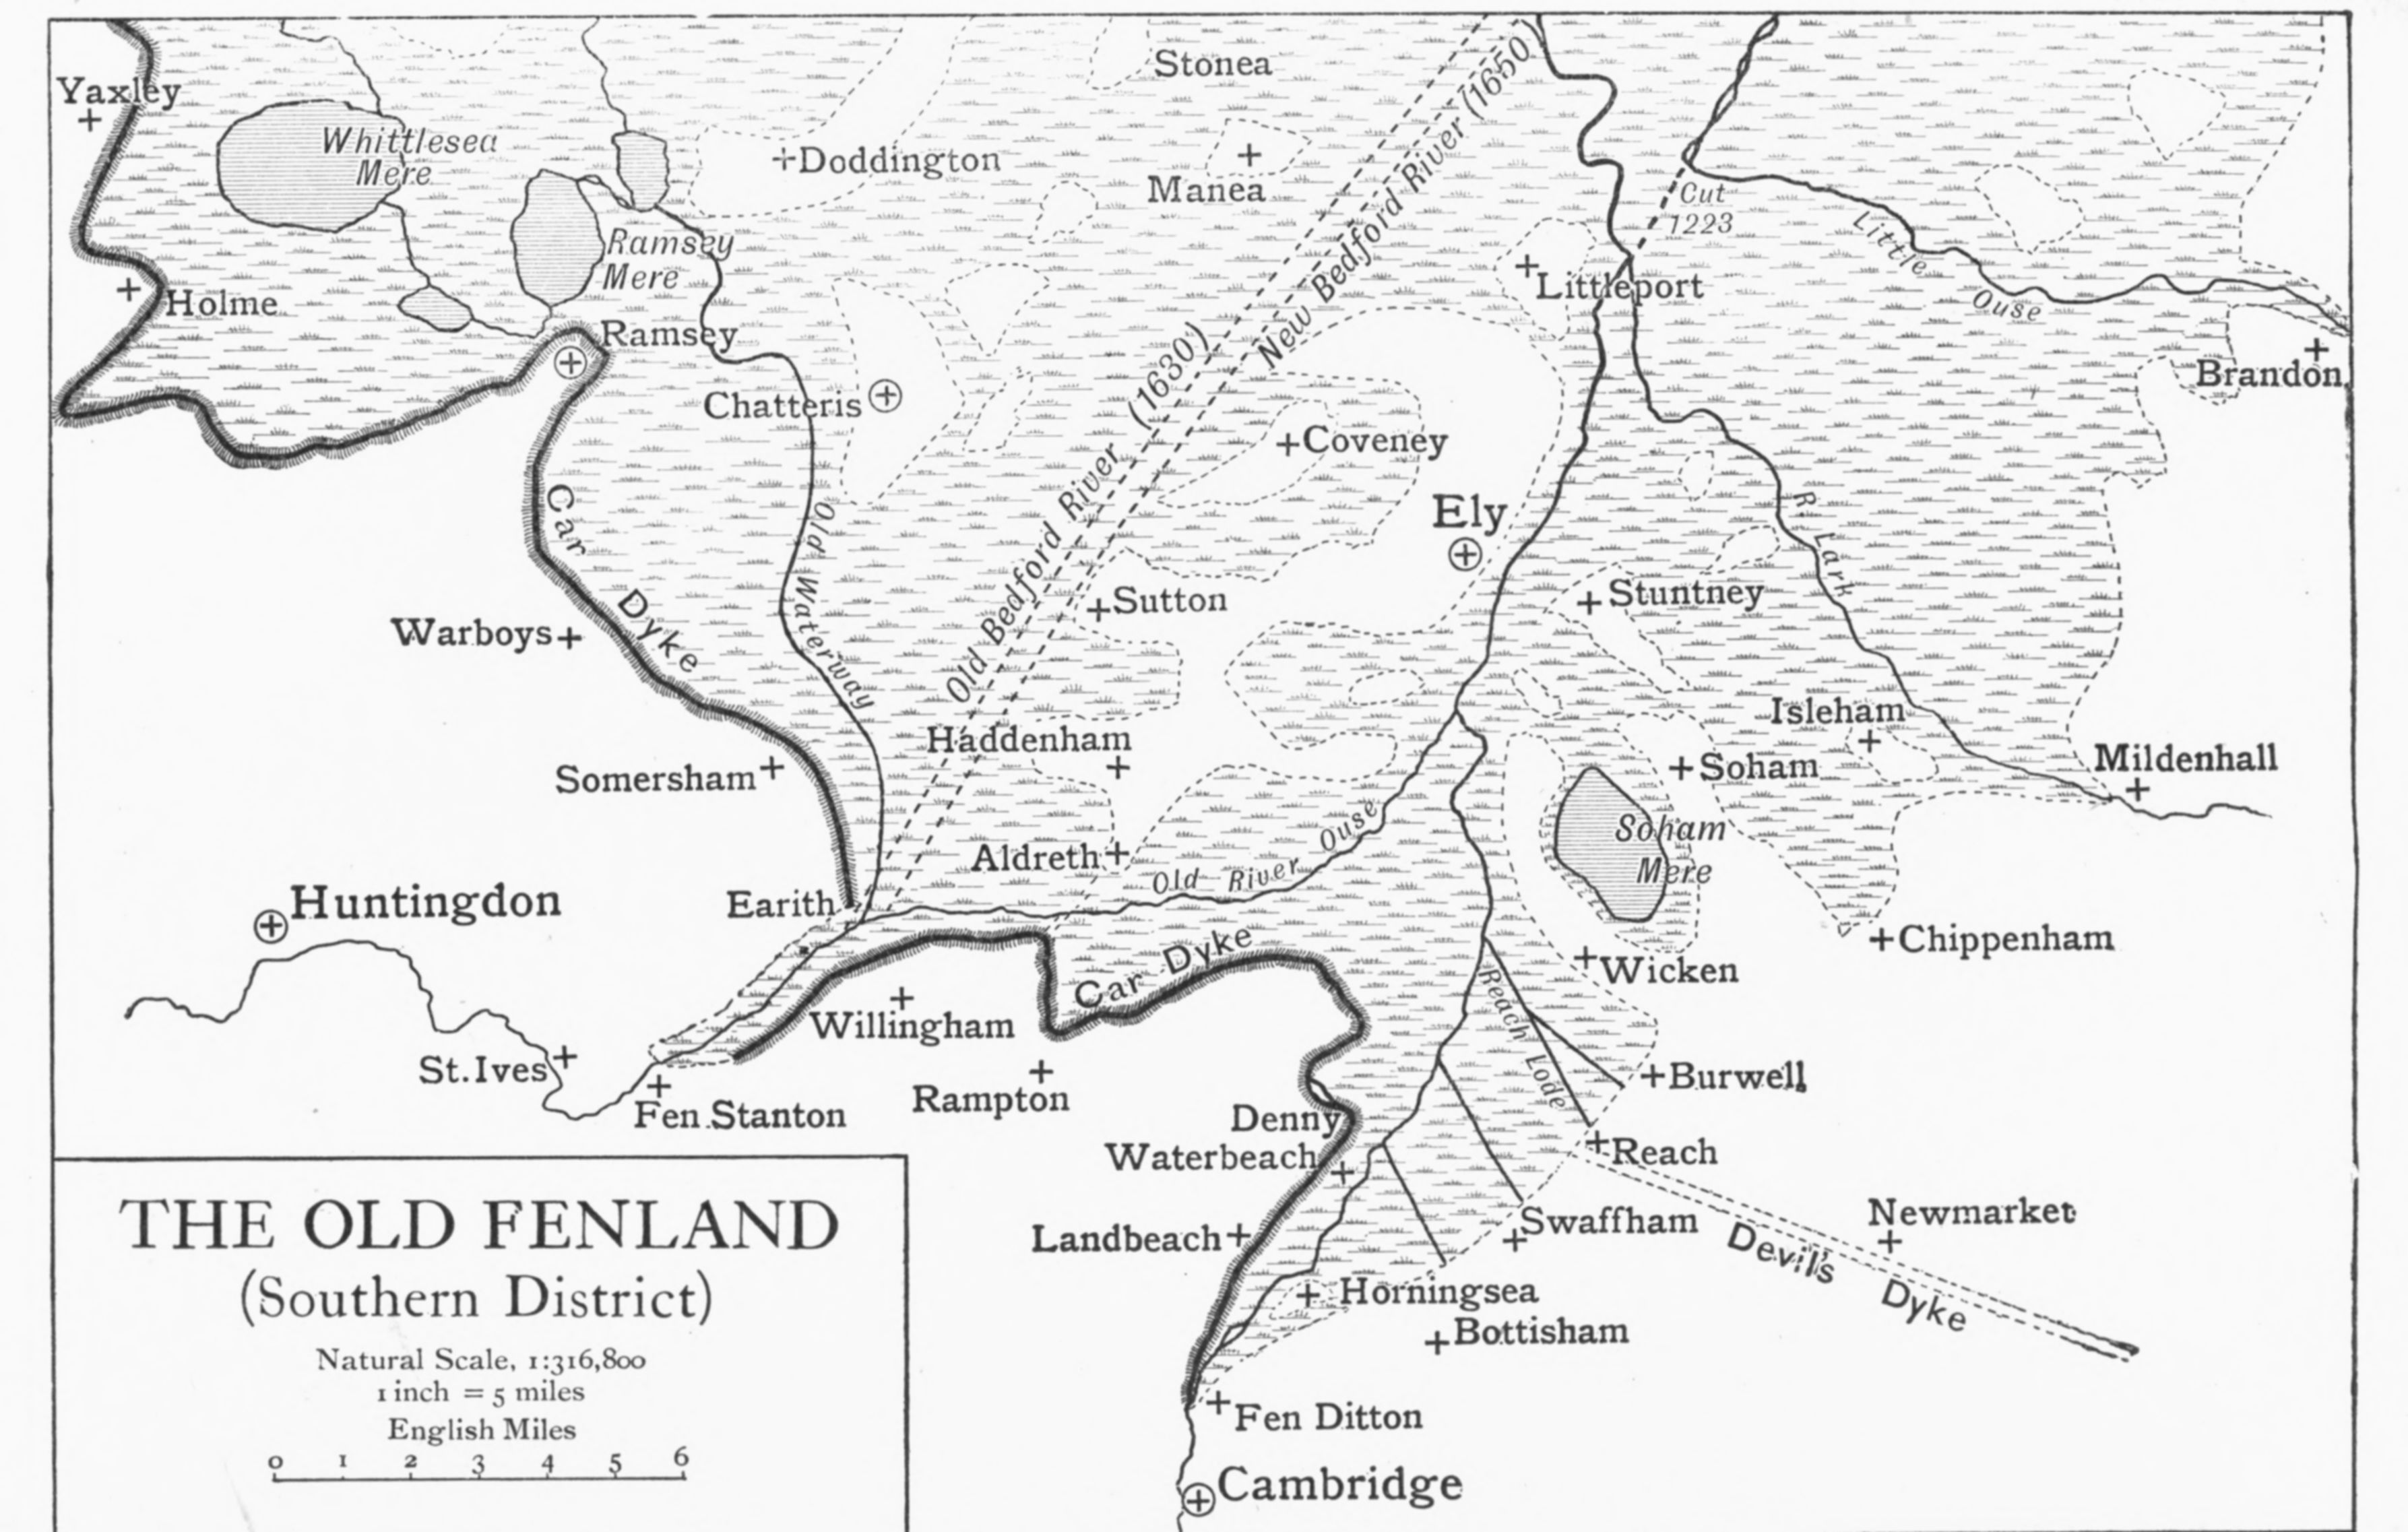 Stonea
Yaxley
Whittlesea
Mere
Doddington
Manea
New Bedford River (1650)
Cut
1223
Little Ouse
Ramsey
Mere
Holme
Littleport
Ramsey
Brandon
Chatteris
Old Bedford River (1630)
Coveney
Ely
Car Dyke
Old Waterway
R. Lark
Stuntney
Sutton
Warboys
Isleham
Haddenham
Somersham
Soham
Mildenhall
Soham
Mere
Aldreth
Old River Ouse
Earith
Huntingdon
Chippenham
Car Dyke
Wicken
Willingham
Reach Lode
St. Ives
Burwell
Rampton
Fen Stanton
Denny
Waterbeach
Reach
Swaffham
Newmarket
Landbeach
Devil's Dyke
Horningsea
Bottisham
Fen Ditton
Cambridge
THE OLD FENLAND
(Southern District)
Natural Scale, 1:316,800
1 inch = 5 miles
English Miles
0 1 2 3 4 5 6